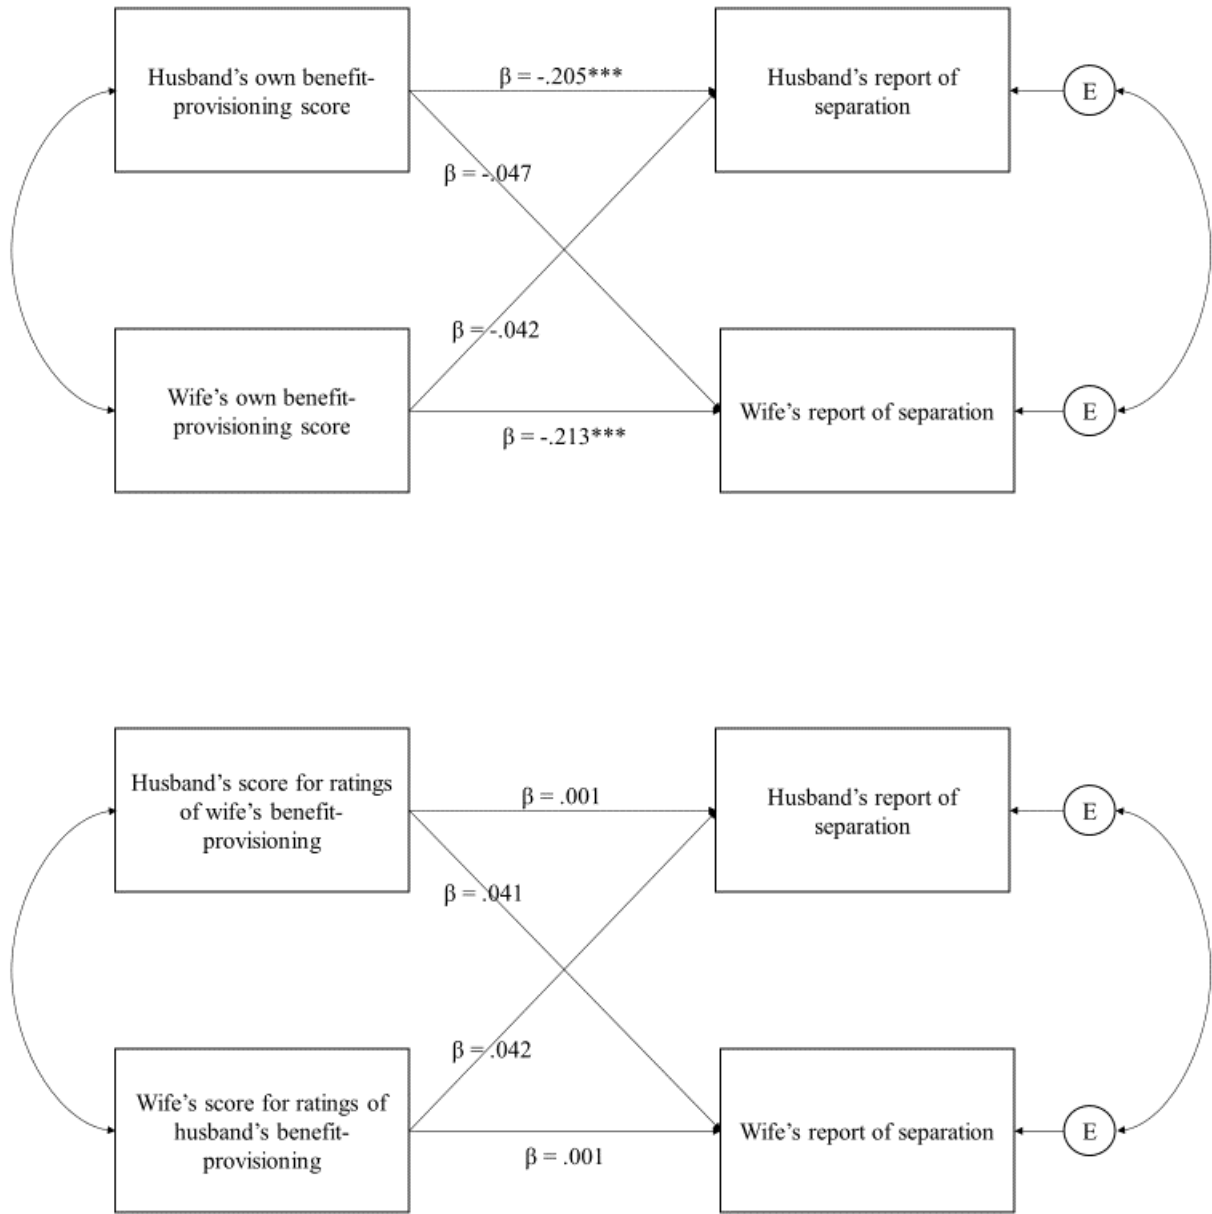 Husband’s own benefit-
provisioning score
β = -.205***
Husband’s report of
separation
E
β = -.047
β = -.042
Wife’s own benefit-
provisioning score
β = -.213***
Wife’s report of separation
E
Husband’s score for ratings
of wife’s benefit-
provisioning
β = .001
Husband’s report of
separation
E
β = .041
β = .042
Wife’s score for ratings of
husband’s benefit-
provisioning
β = .001
Wife’s report of separation
E